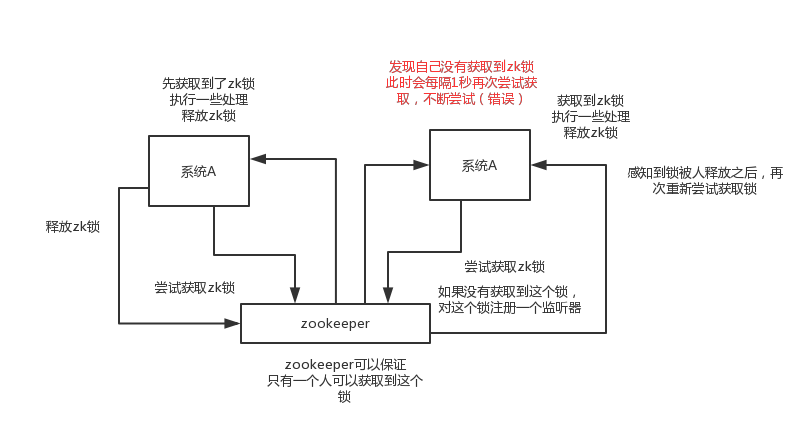 先获取到了zk锁
执行一些处理
释放zk锁
发现自己没有获取到zk锁
此时会每隔1秒再次尝试获
取，不断尝试（错误）
获取到zk锁
执行一些处理
释放zk锁
系统A
系统A
感知到锁被人释放之后，再
次重新尝试获取锁
释放zk锁
尝试获取zk锁
尝试获取zk锁
如果没有获取到这个锁，
对这个锁注册一个监听器
zookeeper
zookeeper可以保证
只有一个人可以获取到这个
锁